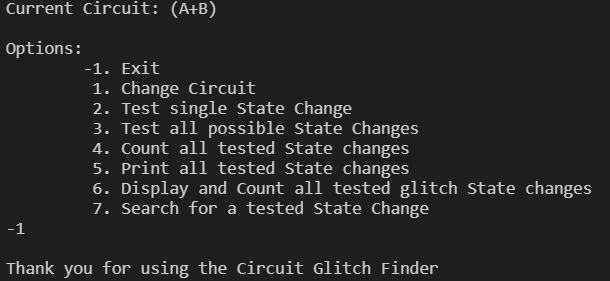 Current Circuit: (A+B)
Options:
-1. Exit
1. Change Circuit
2. Test single State Change
3. Test all possible State Changes
4. Count all tested State changes
5. Print all tested State changes
6. Display and Count all tested glitch State changes
7. Search for a tested State Change
-1
Thank you for using the Circuit Glitch Finder